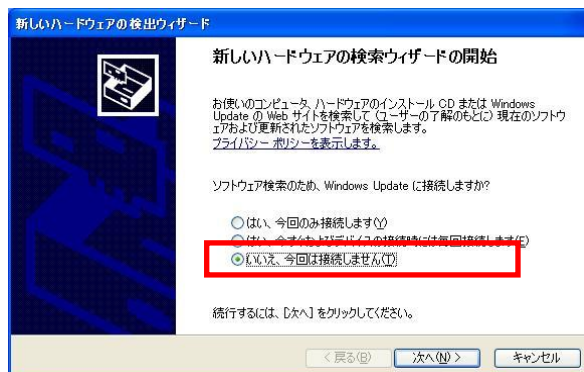 新しいハードウェアの検出ウィザード
新しいハードウェアの検索ウィザードの開始
お使いのコンピュータ、ハードウェアのインストール CD または Windows
Update の Web サイトを検索して (ユーザーの了解のもとに) 現在のソフトウ
ェアおよび更新されたソフトウェアを検索します。
プライバシー ポリシーを表示します。
ソフトウェア検索のため、Windows Update に接続しますか?
はい、今回のみ接続します(Y)
はい、今すぐおよびデバイスの接続時には毎回接続します(E)
いいえ、今回は接続しません(T)
続行するには、[次へ] をクリックしてください。
< 戻る(B)
次へ(N) >
キャンセル